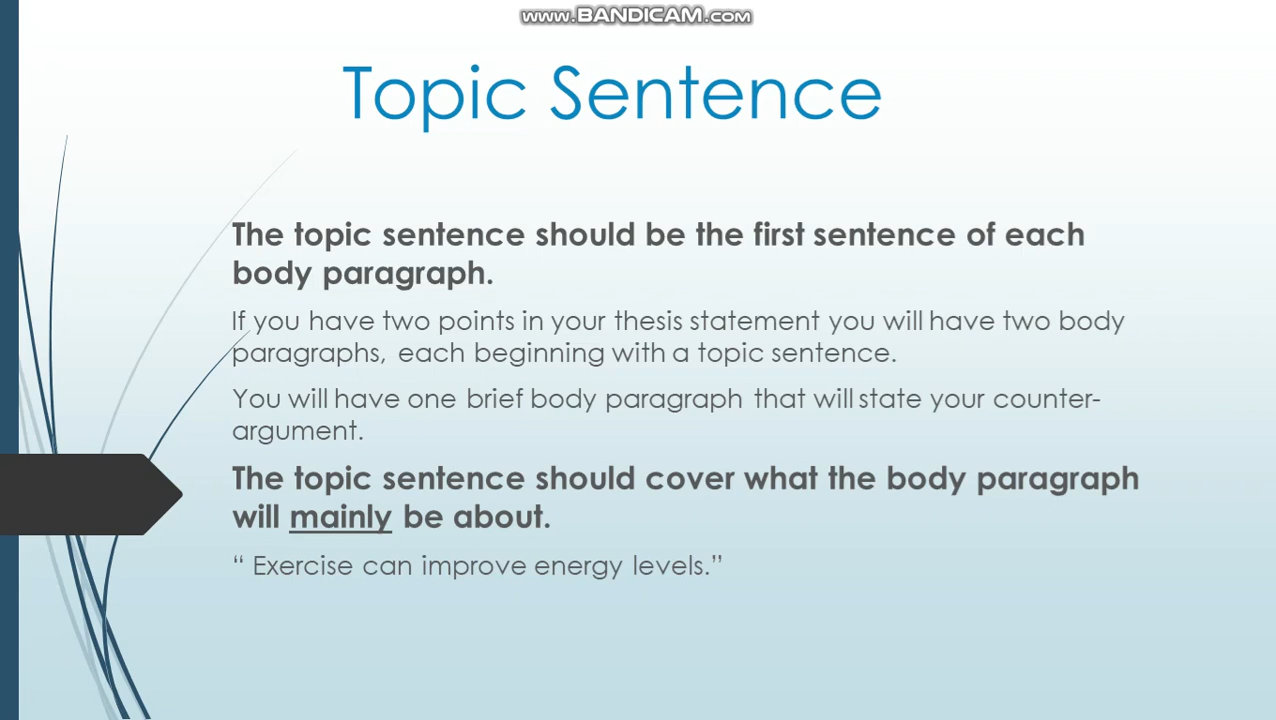 www.BANDICAM.com
Topic Sentence
The topic sentence should be the first sentence of each
body paragraph.
If you have two points in your thesis statement you will have two body
paragraphs, each beginning with a topic sentence.
You will have one brief body paragraph that will state your counter-
argument.
The topic sentence should cover what the body paragraph
will mainly be about.
“ Exercise can improve energy levels.”